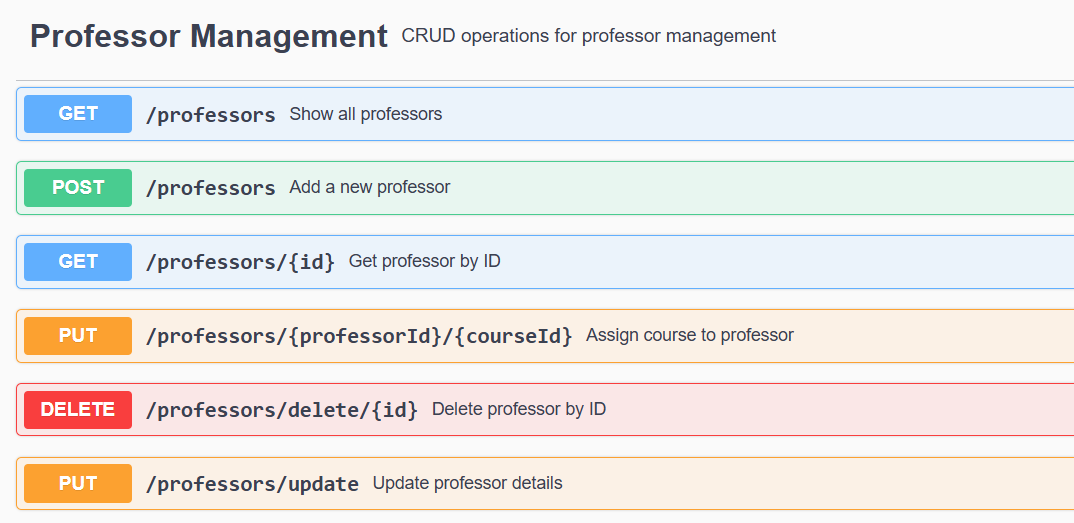 Professor Management CRUD operations for professor management
GET /professors Show all professors
POST /professors Add a new professor
GET /professors/{id} Get professor by ID
PUT /professors/{professorId}/{courseId} Assign course to professor
DELETE /professors/delete/{id} Delete professor by ID
PUT /professors/update Update professor details